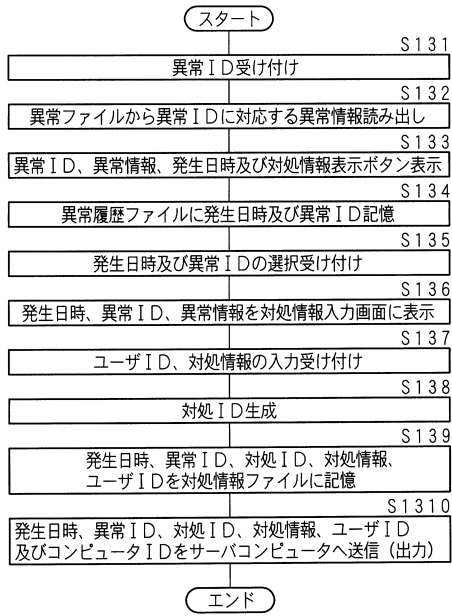 スタート
S131
異常ID受け付け
S132
異常ファイルから異常IDに対応する異常情報読み出し
S133
異常ID、異常情報、発生日時及び対処情報表示ボタン表示
S134
異常履歴ファイルに発生日時及び異常ID記憶
S135
発生日時及び異常IDの選択受け付け
S136
発生日時、異常ID、異常情報を対処情報入力画面に表示
S137
ユーザID、対処情報の入力受け付け
S138
対処ID生成
S139
発生日時、異常ID、対処ID、対処情報、
ユーザIDを対処情報ファイルに記憶
S1310
発生日時、異常ID、対処ID、対処情報、ユーザID
及びコンピュータIDをサーバコンピュータへ送信(出力)
エンド